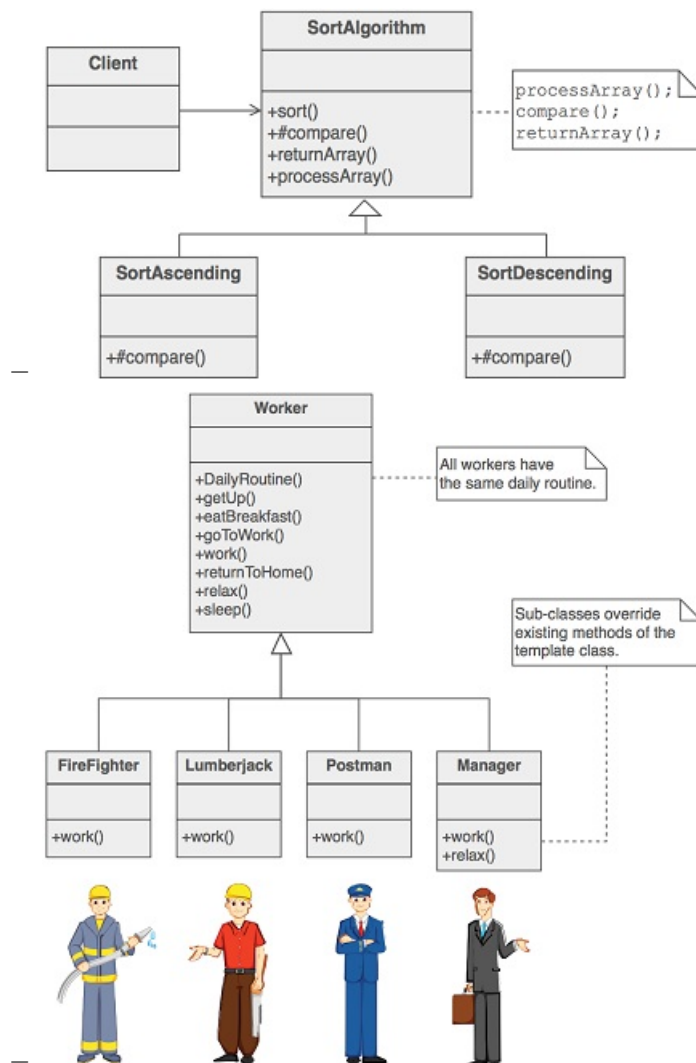 SortAlgorithm
Client
+sort()
+#compare()
+returnArray()
+processArray()
processArray();
compare();
returnArray();
SortAscending
+#compare()
SortDescending
+#compare()
Worker
+DailyRoutine()
+getUp()
+eatBreakfast()
+goToWork()
+work()
+returnToHome()
+relax()
+sleep()
All workers have
the same daily routine.
Sub-classes override
existing methods of the
template class.
FireFighter
+work()
Lumberjack
+work()
Postman
+work()
Manager
+work()
+relax()